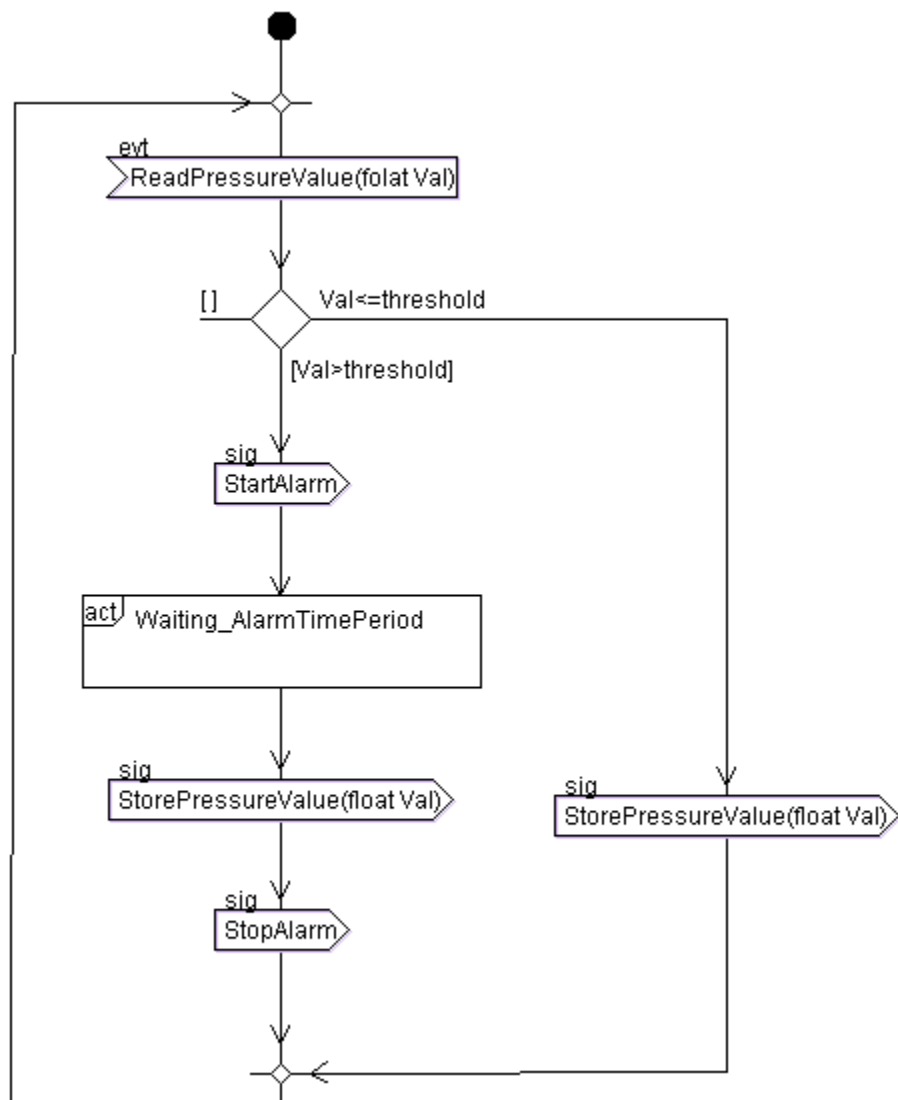 evt
ReadPressureValue(folat Val)
[ ]
Val<=threshold
[Val>threshold]
sig
StartAlarm
act
Waiting_AlarmTimePeriod
sig
StorePressureValue(float Val)
sig
StorePressureValue(float Val)
sig
StopAlarm